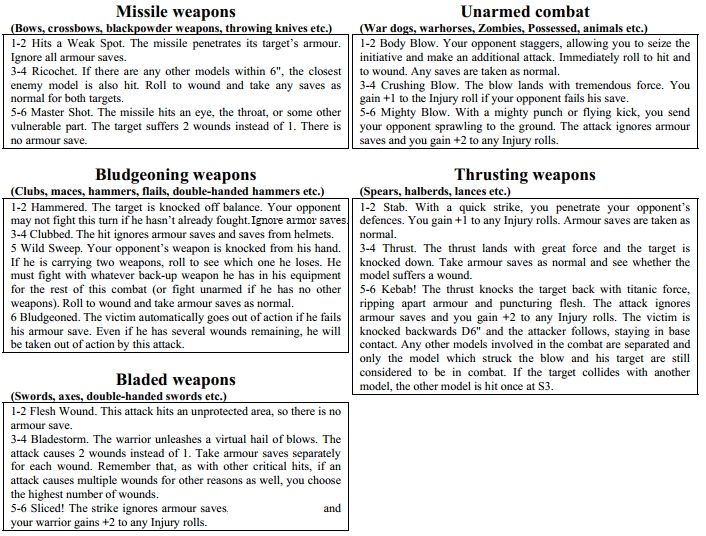 Missile weapons
(Bows, crossbows, blackpowder weapons, throwing knives etc.)
1-2 Hits a Weak Spot. The missile penetrates its target's armour.
Ignore all armour saves.
3-4 Ricochet. If there are any other models within 6", the closest
enemy model is also hit. Roll to wound and take any saves as
normal for both targets.
5-6 Master Shot. The missile hits an eye, the throat, or some other
vulnerable part. The target suffers 2 wounds instead of 1. There is
no armour save.
Bludgeoning weapons
(Clubs, maces, hammers, flails, double-handed hammers etc.)
1-2 Hammered. The target is knocked off balance. Your opponent
may not fight this turn if he hasn't already fought.Ignore armor saves.
3-4 Clubbed. The hit ignores armour saves and saves from helmets.
5 Wild Sweep. Your opponent's weapon is knocked from his hand.
If he is carrying two weapons, roll to see which one he loses. He
must fight with whatever back-up weapon he has in his equipment
for the rest of this combat (or fight unarmed if he has no other
weapons). Roll to wound and take armour saves as normal.
6 Bludgeoned. The victim automatically goes out of action if he fails
his armour save. Even if he has several wounds remaining, he will
be taken out of action by this attack.
Bladed weapons
(Swords, axes, double-handed swords etc.)
1-2 Flesh Wound. This attack hits an unprotected area, so there is no
armour save.
3-4 Bladestorm. The warrior unleashes a virtual hail of blows. The
attack causes 2 wounds instead of 1. Take armour saves separately
for each wound. Remember that, as with other critical hits, if an
attack causes multiple wounds for other reasons as well, you choose
the highest number of wounds.
5-6 Sliced! The strike ignores armour saves. and
your warrior gains +2 to any Injury rolls.
Unarmed combat
(War dogs, warhorses, Zombies, Possessed, animals etc.)
1-2 Body Blow. Your opponent staggers, allowing you to seize the
initiative and make an additional attack. Immediately roll to hit and
to wound. Any saves are taken as normal.
3-4 Crushing Blow. The blow lands with tremendous force. You
gain +1 to the Injury roll if your opponent fails his save.
5-6 Mighty Blow. With a mighty punch or flying kick, you send
your opponent sprawling to the ground. The attack ignores armour
saves and you gain +2 to any Injury rolls.
Thrusting weapons
(Spears, halberds, lances etc.)
1-2 Stab. With a quick strike, you penetrate your opponent's
defences. You gain +1 to any Injury rolls. Armour saves are taken as
normal.
3-4 Thrust. The thrust lands with great force and the target is
knocked down. Take armour saves as normal and see whether the
model suffers a wound.
5-6 Kebab! The thrust knocks the target back with titanic force,
ripping apart armour and puncturing flesh. The attack ignores
armour saves and you gain +2 to any Injury rolls. The victim is
knocked backwards D6" and the attacker follows, staying in base
contact. Any other models involved in the combat are separated and
only the model which struck the blow and his target are still
considered to be in combat. If the target collides with another
model, the other model is hit once at S3.